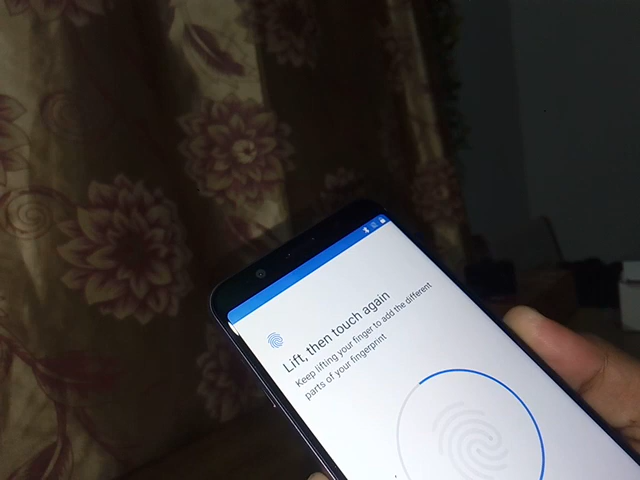 Lift, then touch again
Keep lifting your finger to add the different
parts of your fingerprint